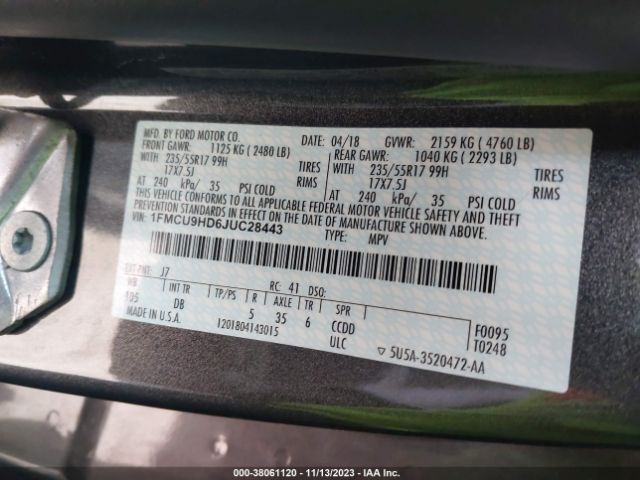 MFD. BY FORD MOTOR CO.
DATE: 04/18 GVWR: 2159 KG ( 4760 LB)
FRONT GAWR: 1125 KG ( 2480 LB) REAR GAWR: 1040 KG ( 2293 LB)
WITH 235/55R17 99H TIRES WITH 235/55R17 99H TIRES
17X7.5J RIMS 17X7.5J RIMS
AT 240 kPa/ 35 PSI COLD AT 240 kPa/ 35 PSI COLD
THIS VEHICLE CONFORMS TO ALL APPLICABLE FEDERAL MOTOR VEHICLE SAFETY AND THEFT
PREVENTION STANDARDS IN EFFECT ON THE DATE OF MANUFACTURE SHOWN ABOVE.
1FMCU9HD6JUC28443
TYPE: MPV
EXT PNT: J7 RC: 41 DSO:
WB INT TR TP/PS R AXLE TR SPR
105 DB 5 35 6 CCDD F0095
MADE IN U.S.A. 1201804143015 ULC T0248
5U5A-3520472-AA
000-38061120 - 11/13/2023 - IAA Inc.